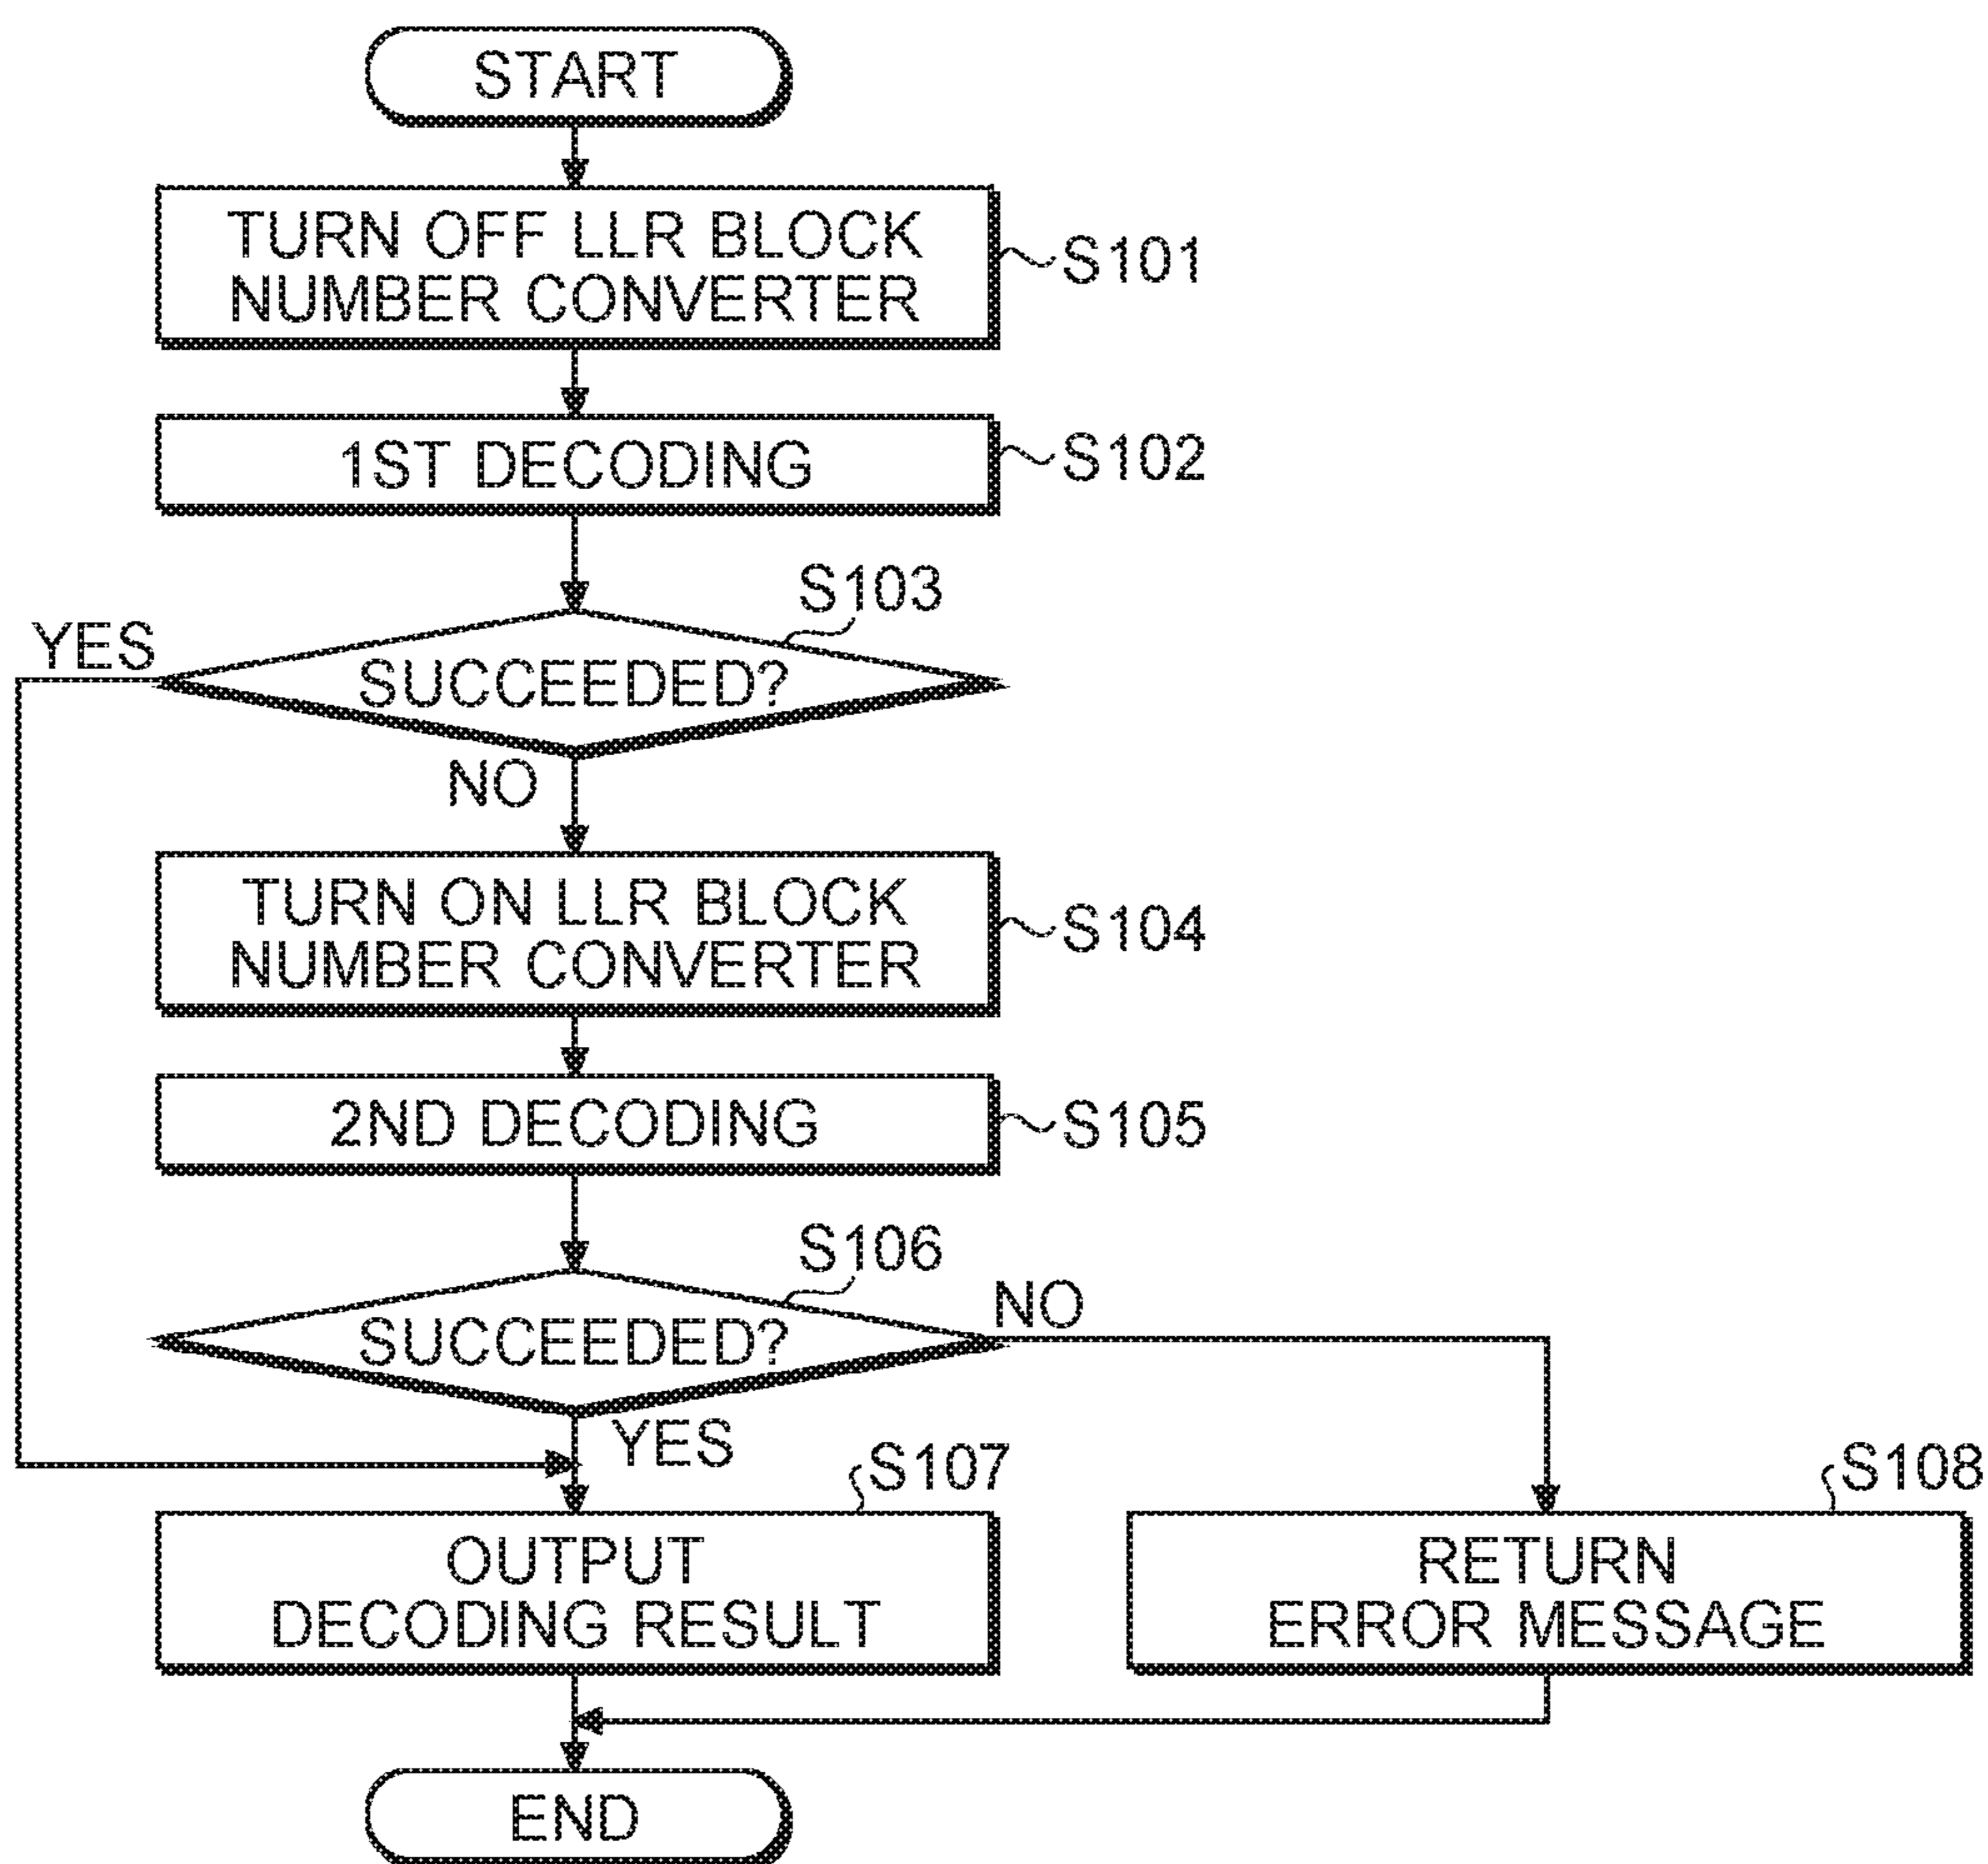 START
TURN OFF LLR BLOCK
NUMBER CONVERTER
S101
1ST DECODING
S102
S103
YES
SUCCEEDED?
NO
TURN ON LLR BLOCK
NUMBER CONVERTER
S104
2ND DECODING
S105
S106
NO
SUCCEEDED?
YES
S107
S108
OUTPUT
DECODING RESULT
RETURN
ERROR MESSAGE
END